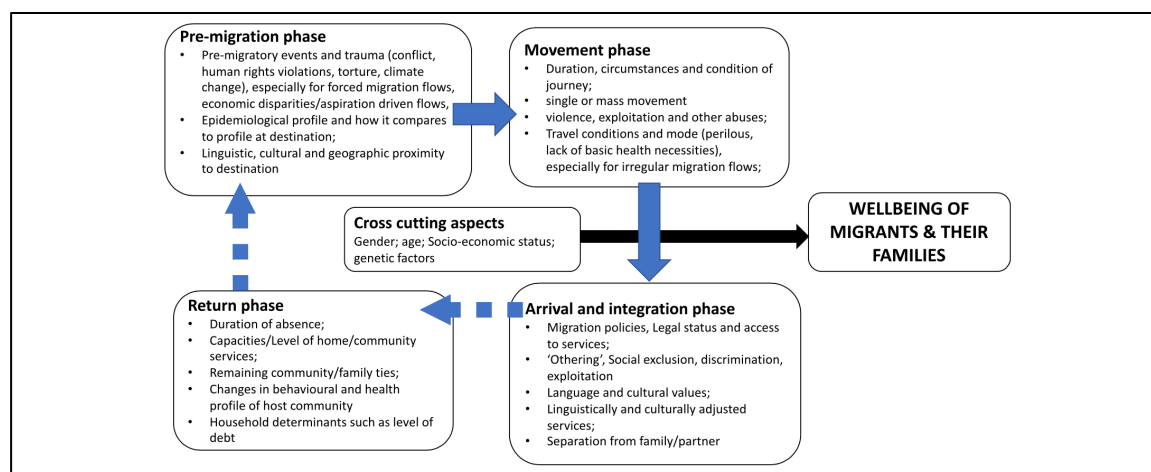 Pre-migration phase
• Pre-migratory events and trauma (conflict,
human rights violations, torture, climate
change), especially for forced migration flows,
economic disparities/aspiration driven flows,
• Epidemiological profile and how it compares
to profile at destination;
• Linguistic, cultural and geographic proximity
to destination
Movement phase
• Duration, circumstances and condition of
journey;
• single or mass movement
• violence, exploitation and other abuses;
• Travel conditions and mode (perilous,
lack of basic health necessities),
especially for irregular migration flows;
Cross cutting aspects
Gender; age; Socio-economic status;
genetic factors
WELLBEING OF
MIGRANTS & THEIR
FAMILIES
Return phase
• Duration of absence;
• Capacities/Level of home/community
services;
• Remaining community/family ties;
• Changes in behavioural and health
profile of host community
• Household determinants such as level of
debt
Arrival and integration phase
• Migration policies, Legal status and access
to services;
• ‘Othering’, Social exclusion, discrimination,
exploitation
• Language and cultural values;
• Linguistically and culturally adjusted
services;
• Separation from family/partner